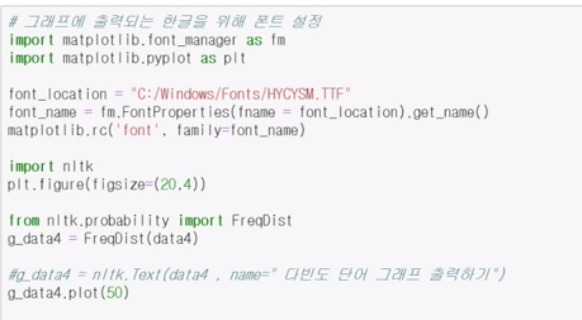 # 그래프에 출력되는 한글을 위해 폰트 설정
import matplotlib.font_manager as fm
import matplotlib.pyplot as plt
font_location = "C:/Windows/Fonts/HYCYSM.TTF"
font_name = fm.FontProperties(fname = font_location).get_name()
matplotlib.rc('font', family=font_name)
import nltk
plt.figure(figsize=(20,4))
from nltk.probability import FreqDist
g_data4 = FreqDist(data4)
#g_data4 = nltk.Text(data4 , name=" 다빈도 단어 그래프 출력하기")
g_data4.plot(50)